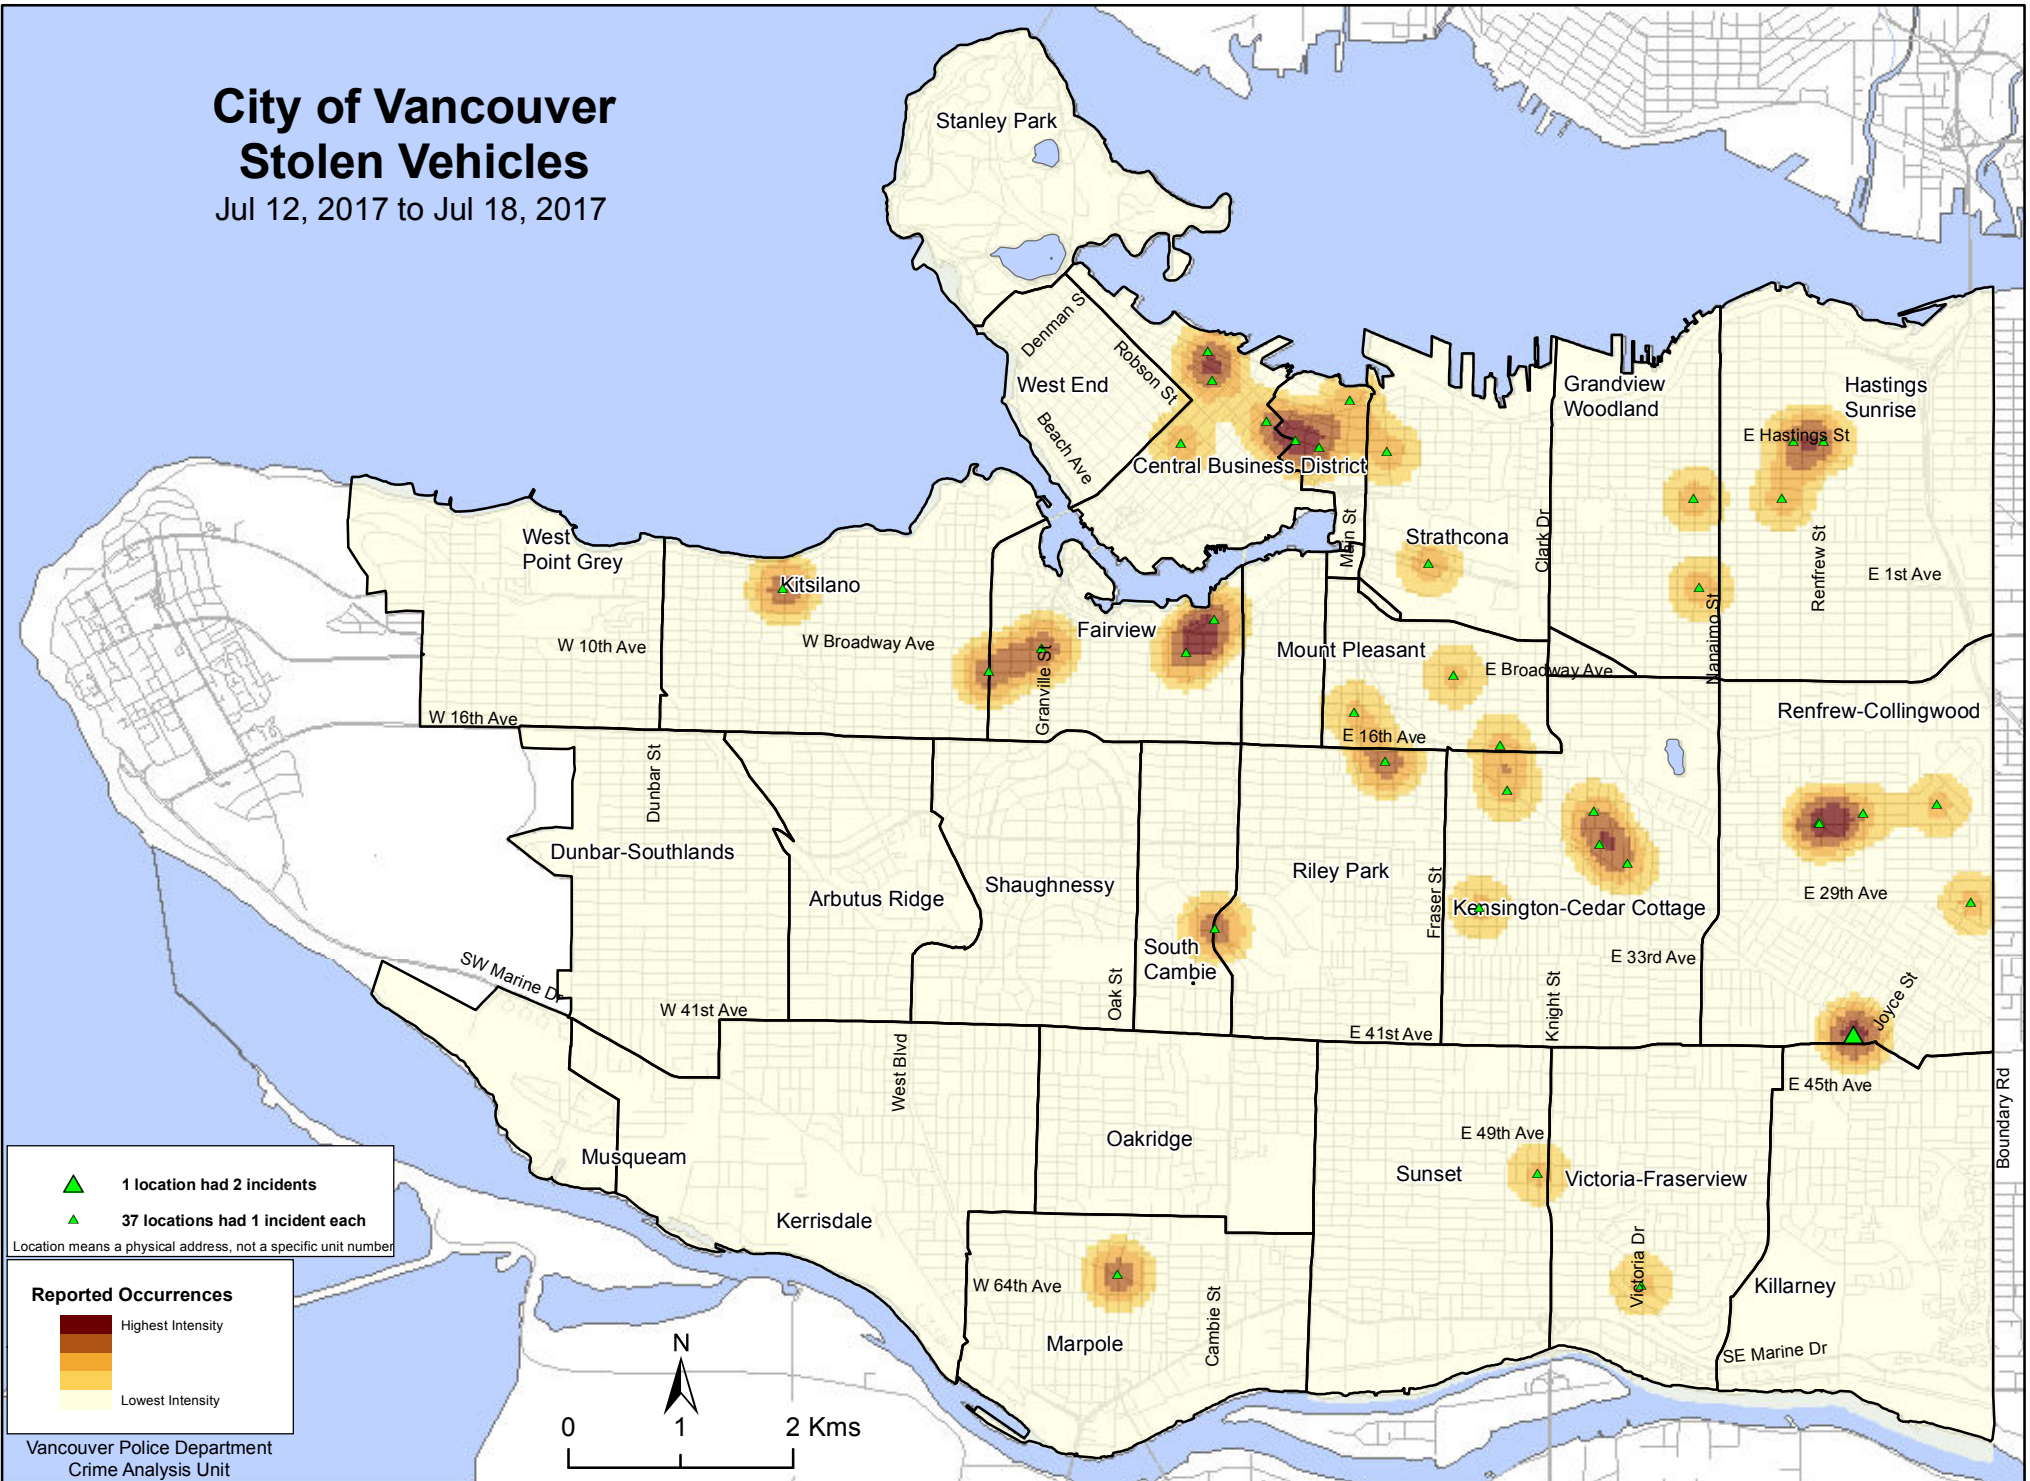 City of Vancouver
Stolen Vehicles
Jul 12, 2017 to Jul 18, 2017
Stanley Park
Denman S
Robson St
West End
Beach Ave
Central Business District
Grandview
Woodland
Hastings
Sunrise
E Hastings St
Main St
Strathcona
Clark Dr
Nanaimo St
Renfrew St
E 1st Ave
West
Point Grey
Kitsilano
W 10th Ave
W Broadway Ave
Fairview
Granville St
Mount Pleasant
E Broadway Ave
W 16th Ave
E 16th Ave
Renfrew-Collingwood
Dunbar St
Dunbar-Southlands
Arbutus Ridge
Shaughnessy
Riley Park
Fraser St
Kensington-Cedar Cottage
E 29th Ave
South
Cambie
E 33rd Ave
SW Marine Dr
W 41st Ave
Oak St
E 41st Ave
Knight St
Joyce St
West Blvd
E 45th Ave
Boundary Rd
Musqueam
Oakridge
E 49th Ave
Sunset
Victoria-Fraserview
Kerrisdale
W 64th Ave
Cambie St
Victoria Dr
Killarney
Marpole
SE Marine Dr
1 location had 2 incidents
37 locations had 1 incident each
Location means a physical address, not a specific unit number
Reported Occurrences
Highest Intensity
Lowest Intensity
Vancouver Police Department
Crime Analysis Unit
N
0 1 2 Kms